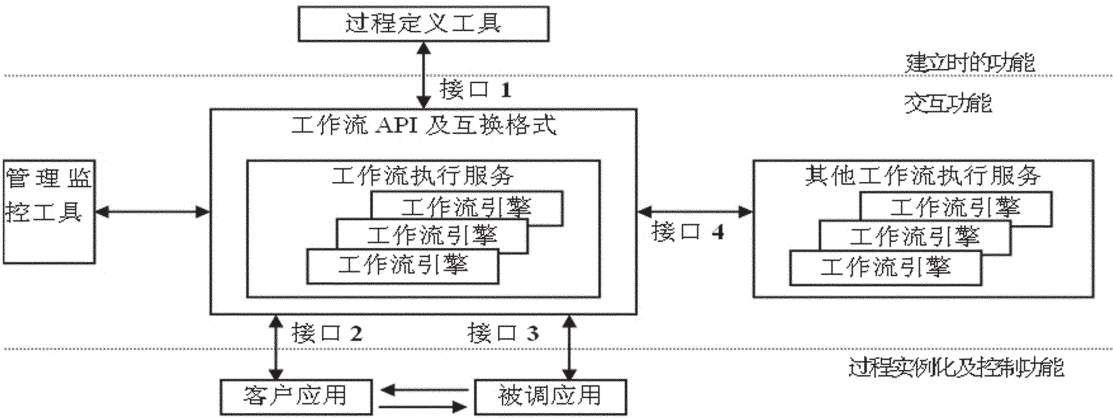 过程定义工具
建立时的功能
接口 1
交互功能
工作流 API 及互换格式
管理监
控工具
工作流执行服务
工作流引擎
工作流引擎
工作流引擎
接口 4
其他工作流执行服务
工作流引擎
工作流引擎
工作流引擎
接口 2
接口 3
过程实例化及控制功能
客户应用
被调应用